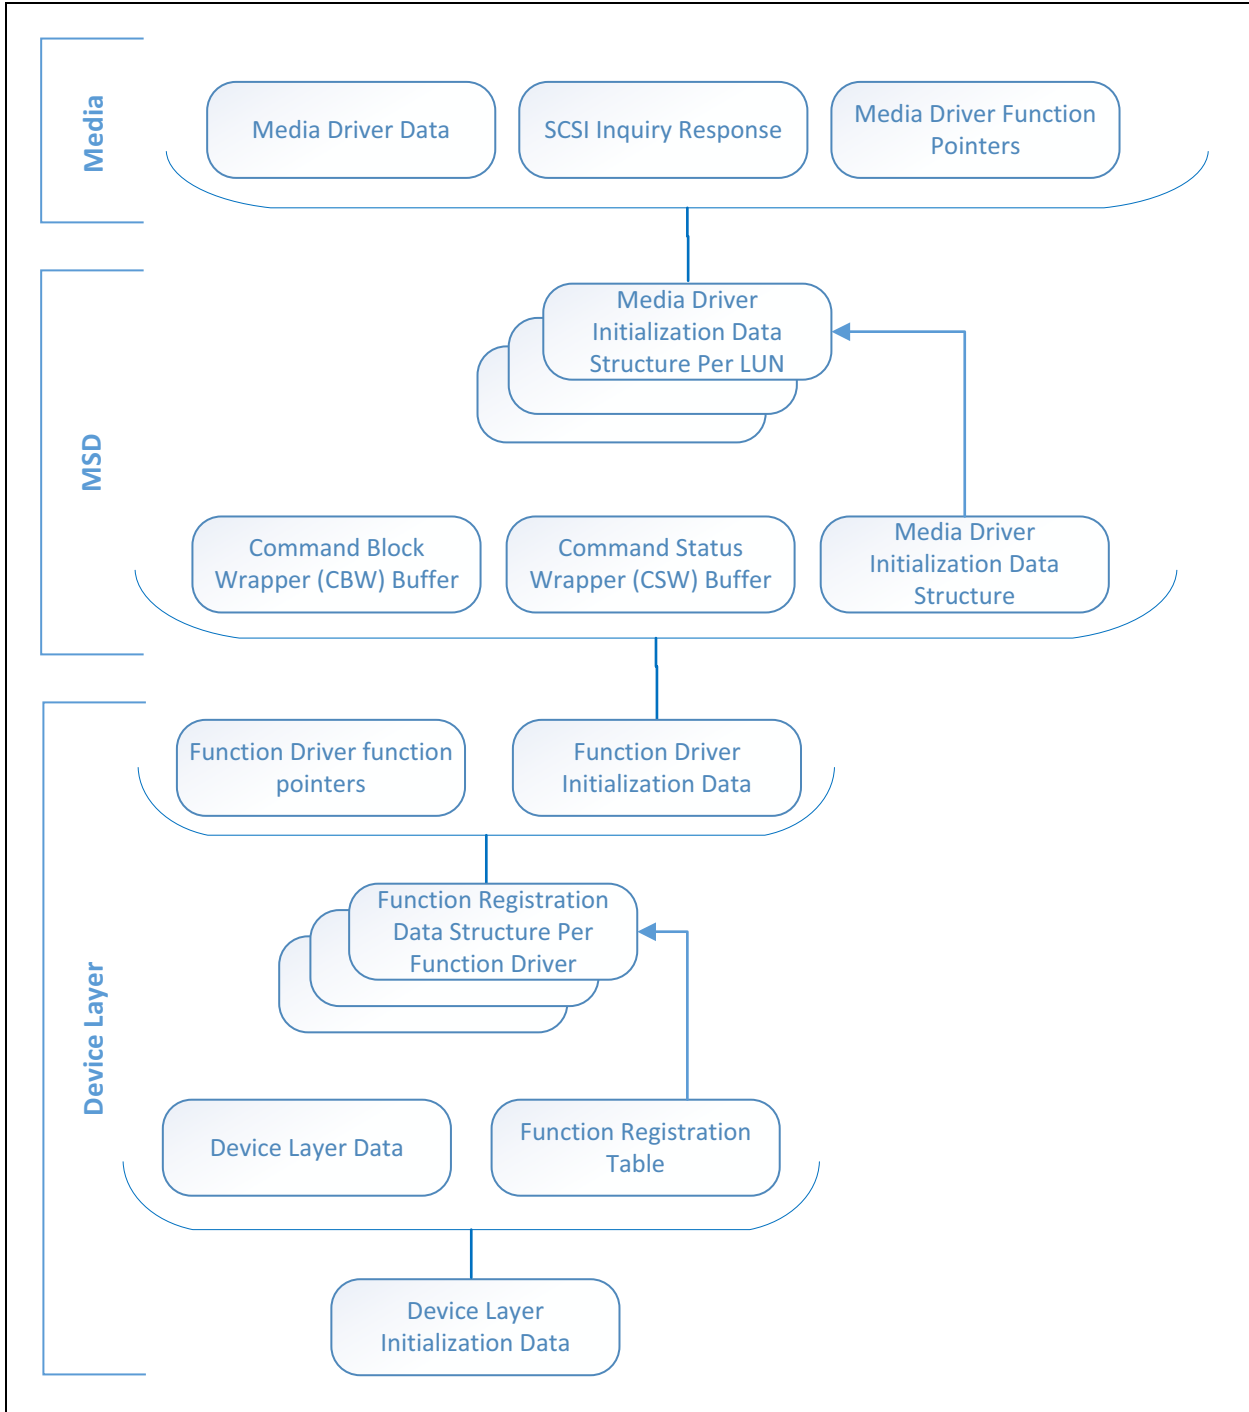 Media
Media Driver Data
SCSI Inquiry Response
Media Driver Function
Pointers
MSD
Media Driver
Initialization Data
Structure Per LUN
Command Block
Wrapper (CBW) Buffer
Command Status
Wrapper (CSW) Buffer
Media Driver
Initialization Data
Structure
Device Layer
Function Driver function
pointers
Function Driver
Initialization Data
Function Registration
Data Structure Per
Function Driver
Device Layer Data
Function Registration
Table
Device Layer
Initialization Data